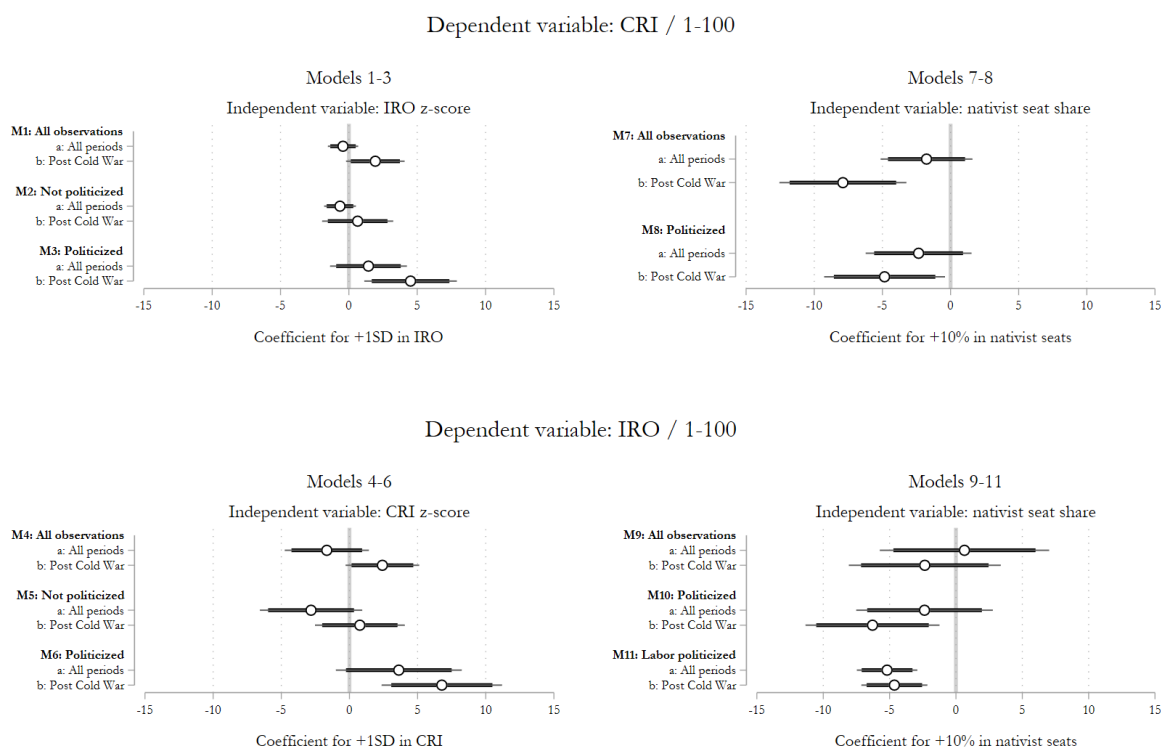 Dependent variable: CRI / 1-100
Models 1-3
Independent variable: IRO z-score
M1: All observations
a: All periods
b: Post Cold War
M2: Not politicized
a: All periods
b: Post Cold War
M3: Politicized
a: All periods
b: Post Cold War
-15 -10 -5 0 5 10 15
Coefficient for +1SD in IRO
Models 7-8
Independent variable: nativist seat share
M7: All observations
a: All periods
b: Post Cold War
M8: Politicized
a: All periods
b: Post Cold War
-15 -10 -5 0 5 10 15
Coefficient for +10% in nativist seats
Dependent variable: IRO / 1-100
Models 4-6
Independent variable: CRI z-score
M4: All observations
a: All periods
b: Post Cold War
M5: Not politicized
a: All periods
b: Post Cold War
M6: Politicized
a: All periods
b: Post Cold War
-15 -10 -5 0 5 10 15
Coefficient for +1SD in CRI
Models 9-11
Independent variable: nativist seat share
M9: All observations
a: All periods
b: Post Cold War
M10: Politicized
a: All periods
b: Post Cold War
M11: Labor politicized
a: All periods
b: Post Cold War
-15 -10 -5 0 5 10 15
Coefficient for +10% in nativist seats